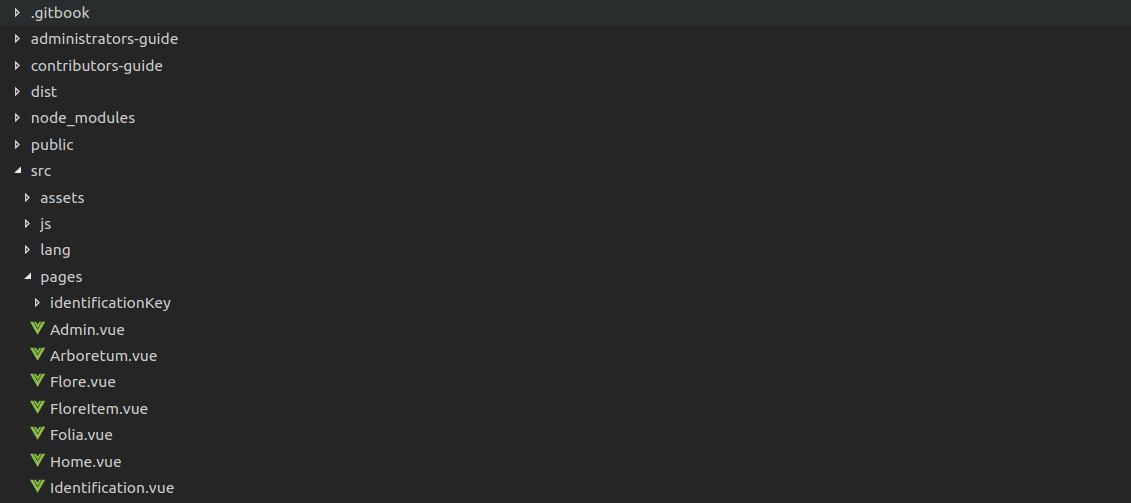 .gitbook
administrators-guide
contributors-guide
dist
node_modules
public
src
assets
js
lang
pages
identificationKey
Admin.vue
Arboretum.vue
Flore.vue
FloreItem.vue
Folia.vue
Home.vue
Identification.vue